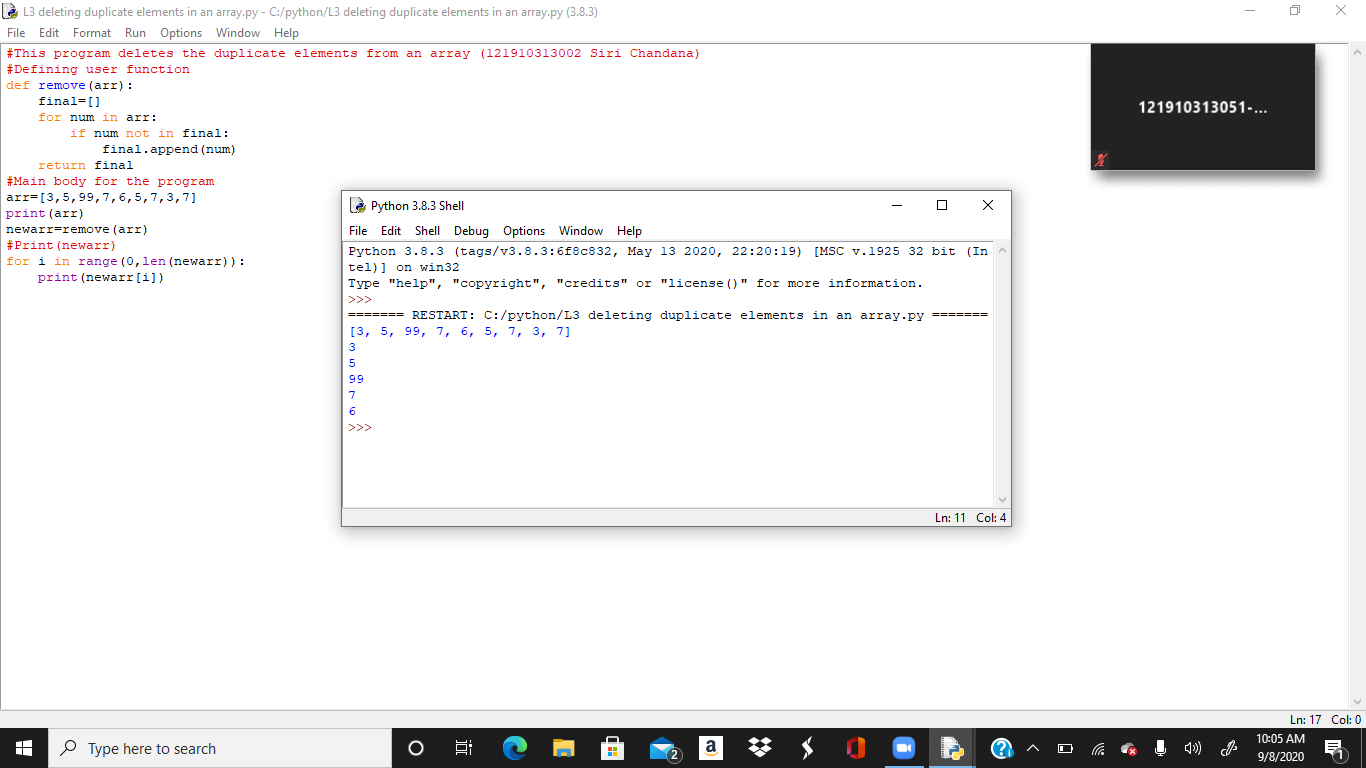 L3 deleting duplicate elements in an array.py - C:/python/L3 deleting duplicate elements in an array.py (3.8.3)
File Edit Format Run Options Window Help
#This program deletes the duplicate elements from an array (121910313002 Siri Chandana)
#Defining user function
def remove(arr):
    final=[]
    for num in arr:
        if num not in final:
            final.append(num)
    return final
#Main body for the program
arr=[3,5,99,7,6,5,7,3,7]
print(arr)
newarr=remove(arr)
#Print(newarr)
for i in range(0,len(newarr)):
    print(newarr[i])
121910313051-...
Python 3.8.3 Shell
File Edit Shell Debug Options Window Help
Python 3.8.3 (tags/v3.8.3:6f8c832, May 13 2020, 22:20:19) [MSC v.1925 32 bit (In
tel)] on win32
Type "help", "copyright", "credits" or "license()" for more information.
>>>
======= RESTART: C:/python/L3 deleting duplicate elements in an array.py =======
[3, 5, 99, 7, 6, 5, 7, 3, 7]
3
5
99
7
6
>>>
Ln: 11 Col: 4
Ln: 17 Col: 0
Type here to search
2
a
10:05 AM
9/8/2020
1